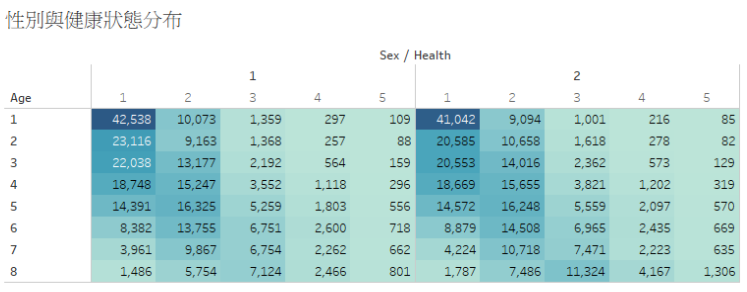 性別與健康狀態分布
Sex / Health
1 2
Age 1 2 3 4 5 1 2 3 4 5
1 42,538 10,073 1,359 297 109 41,042 9,094 1,001 216 85
2 23,116 9,163 1,368 257 88 20,585 10,658 1,618 278 82
3 22,038 13,177 2,192 564 159 20,553 14,016 2,362 573 129
4 18,748 15,247 3,552 1,118 296 18,669 15,655 3,821 1,202 319
5 14,391 16,325 5,259 1,803 556 14,572 16,248 5,559 2,097 570
6 8,382 13,755 6,751 2,600 718 8,879 14,508 6,965 2,435 669
7 3,961 9,867 6,754 2,262 662 4,224 10,718 7,471 2,223 635
8 1,486 5,754 7,124 2,466 801 1,787 7,486 11,324 4,167 1,306